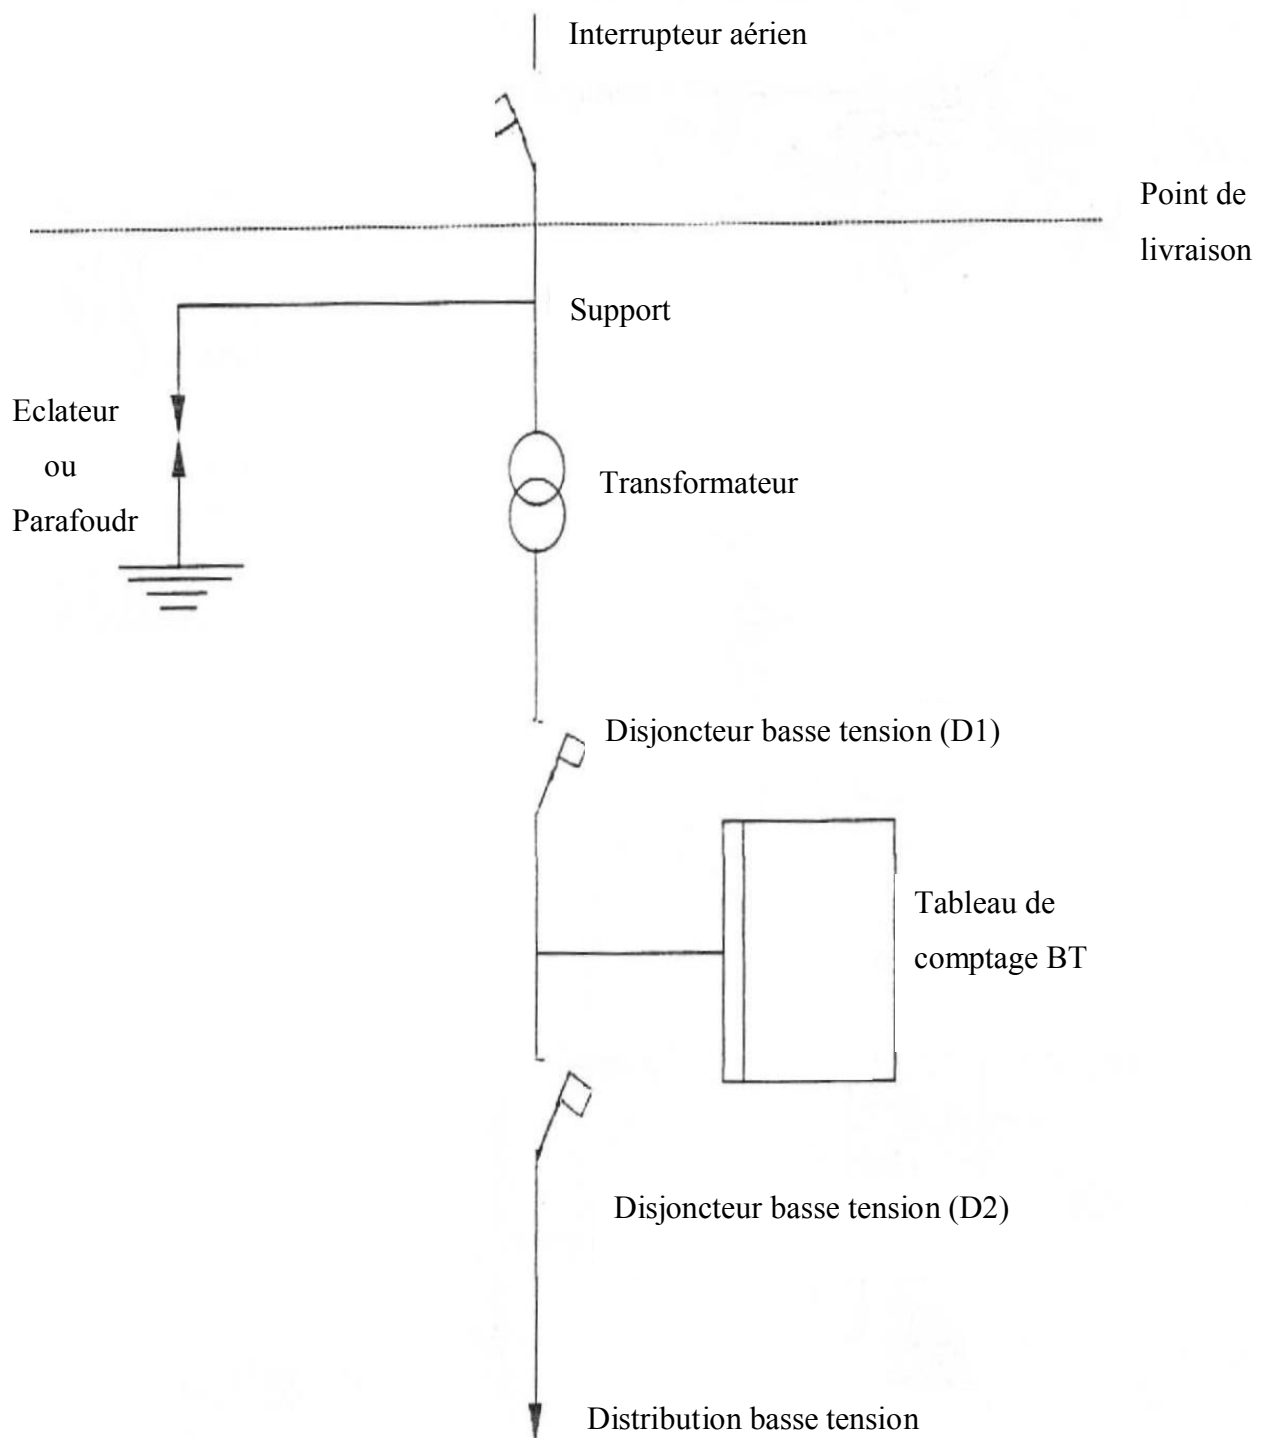 Interrupteur aérien
Point de
livraison
Support
Eclateur
ou
Parafoudr
Transformateur
Disjoncteur basse tension (D1)
Tableau de
comptage BT
Disjoncteur basse tension (D2)
Distribution basse tension